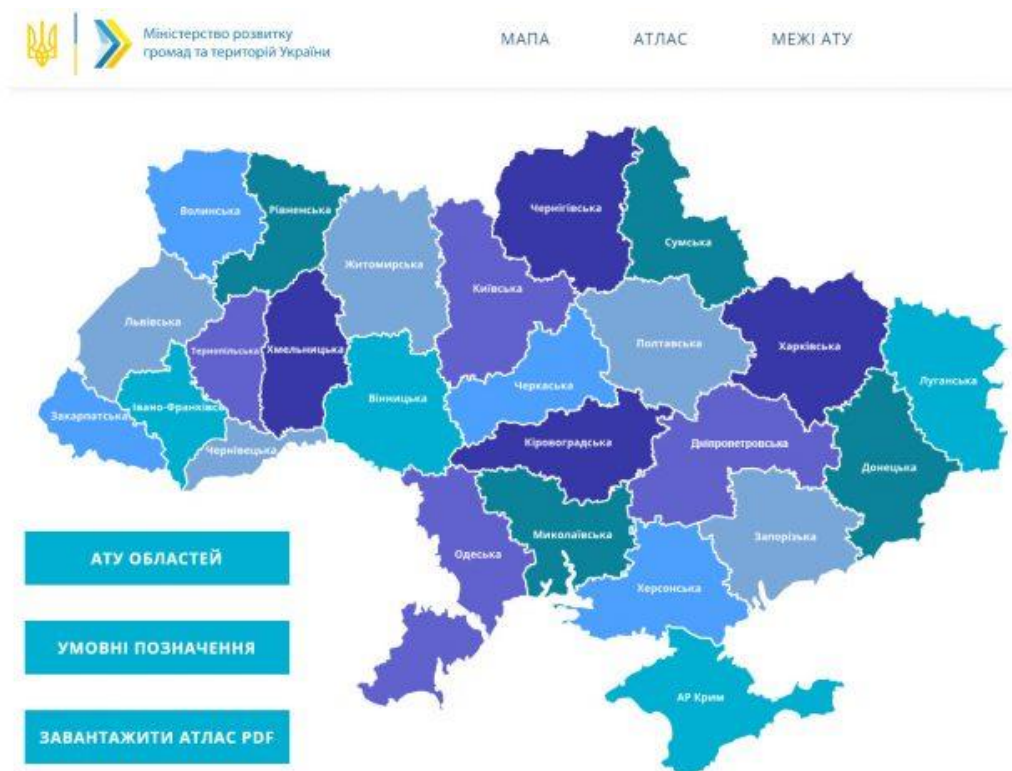 Міністерство розвитку
громад та територій України
МАПА
АТЛАС
МЕЖІ АТУ
Волинська
Рівненська
Житомирська
Київська
Чернігівська
Сумська
Львівська
Тернопільська
Хмельницька
Вінницька
Черкаська
Полтавська
Харківська
Луганська
Закарпатська
Івано-Франківсь
Чернівецька
Кіровоградська
Дніпропетровська
Донецька
Одеська
Миколаївська
Запорізька
Херсонська
АР Крим
АТУ ОБЛАСТЕЙ
УМОВНІ ПОЗНАЧЕННЯ
ЗАВАНТАЖИТИ АТЛАС PDF